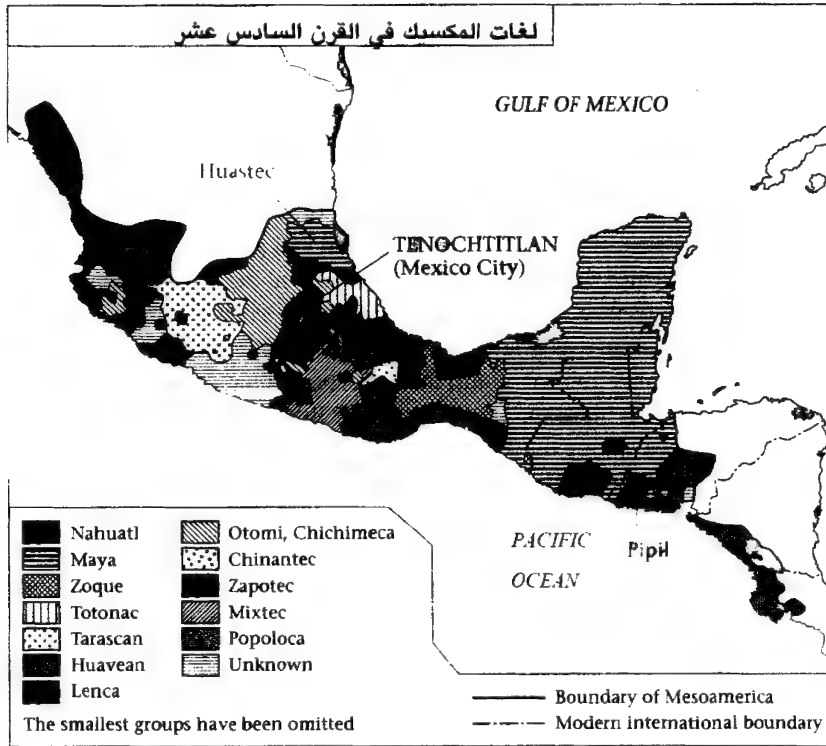 لغات المكسيك في القرن السادس عشر
GULF OF MEXICO
Huastec
TENOCHTITLAN
(Mexico City)
PACIFIC
OCEAN
Pipil
Nahuatl
Maya
Zoque
Totonac
Tarascan
Huavean
Lenca
Otomi, Chichimeca
Chinantec
Zapotec
Mixtec
Popoloca
Unknown
The smallest groups have been omitted
Boundary of Mesoamerica
Modern international boundary